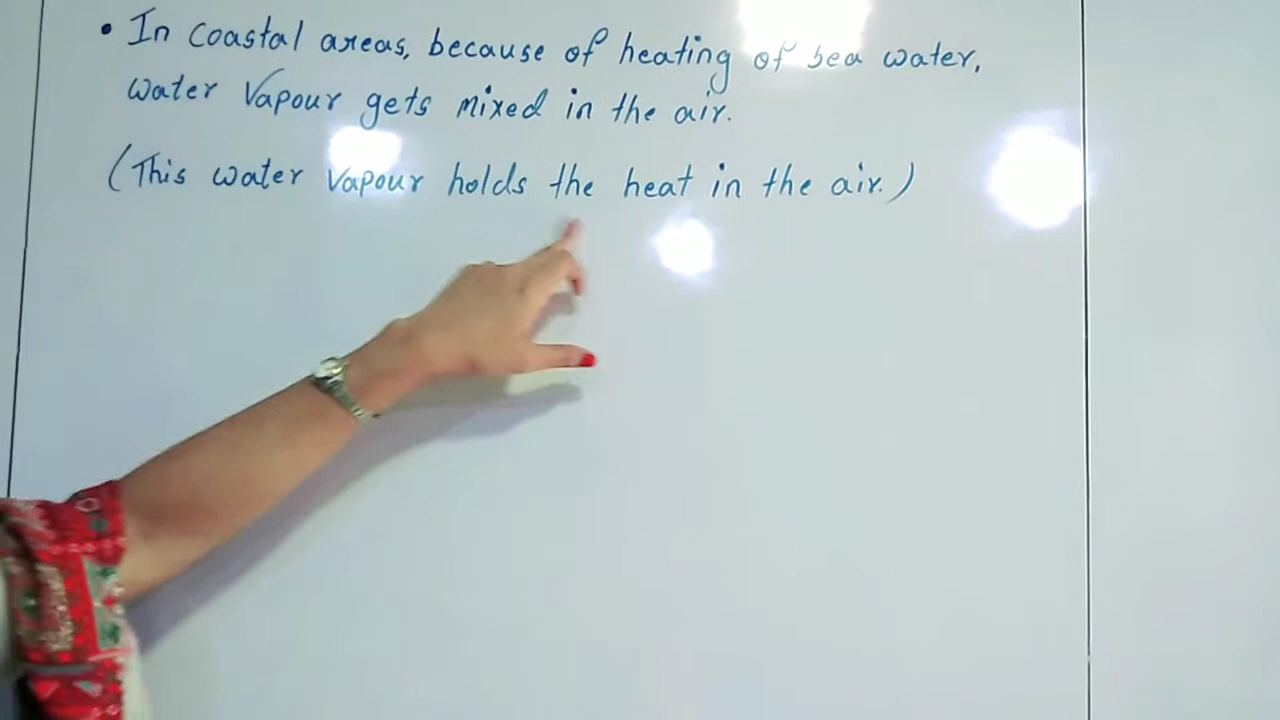 • In coastal areas, because of heating of sea water,
water vapour gets mixed in the air.
(This water vapour holds the heat in the air.)